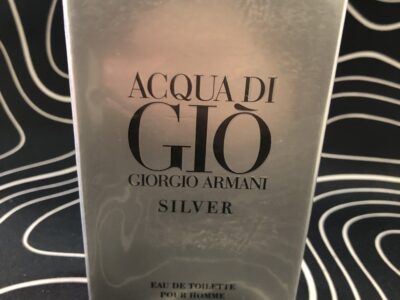 ACQUA DI
GIÒ
GIORGIO ARMANI
SILVER
EAU DE TOILETTE
POUR HOMME